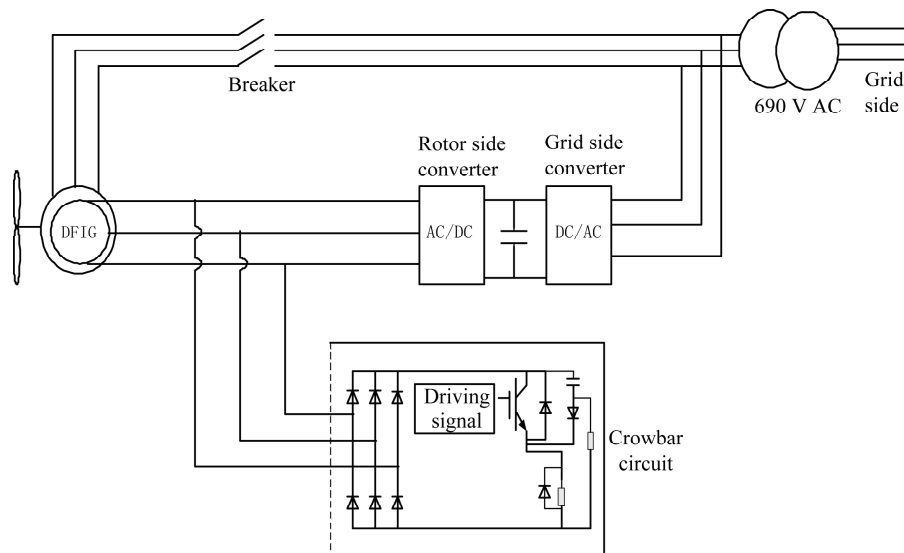 Breaker
690 V AC
Grid
side
Rotor side
converter
Grid side
converter
DFIG
AC/DC
DC/AC
Driving
signal
Crowbar
circuit